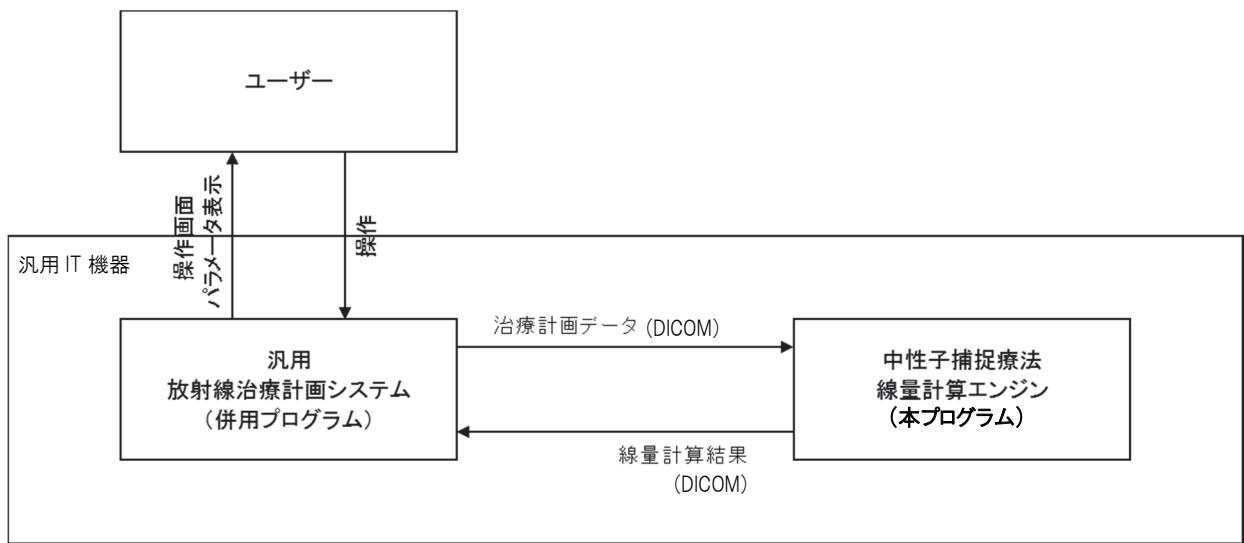 ユーザー
操作画面
パラメータ表示
操作
汎用 IT 機器
汎用
放射線治療計画システム
(併用プログラム)
治療計画データ (DICOM)
中性子捕捉療法
線量計算エンジン
(本プログラム)
線量計算結果
(DICOM)